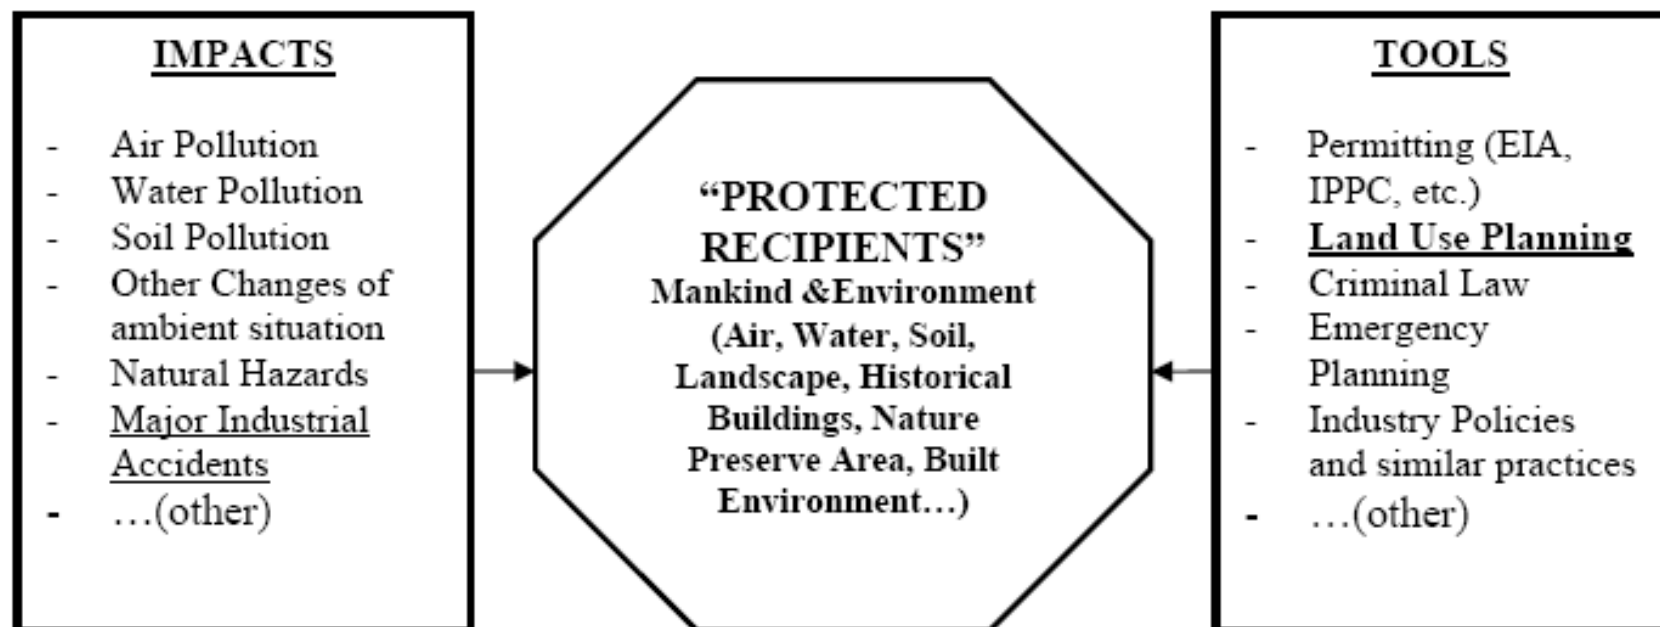 IMPACTS
- Air Pollution
- Water Pollution
- Soil Pollution
- Other Changes of
ambient situation
- Natural Hazards
- Major Industrial
Accidents
- …(other)
“PROTECTED
RECIPIENTS”
Mankind &Environment
(Air, Water, Soil,
Landscape, Historical
Buildings, Nature
Preserve Area, Built
Environment…)
TOOLS
- Permitting (EIA,
IPPC, etc.)
- Land Use Planning
- Criminal Law
- Emergency
Planning
- Industry Policies
and similar practices
- …(other)